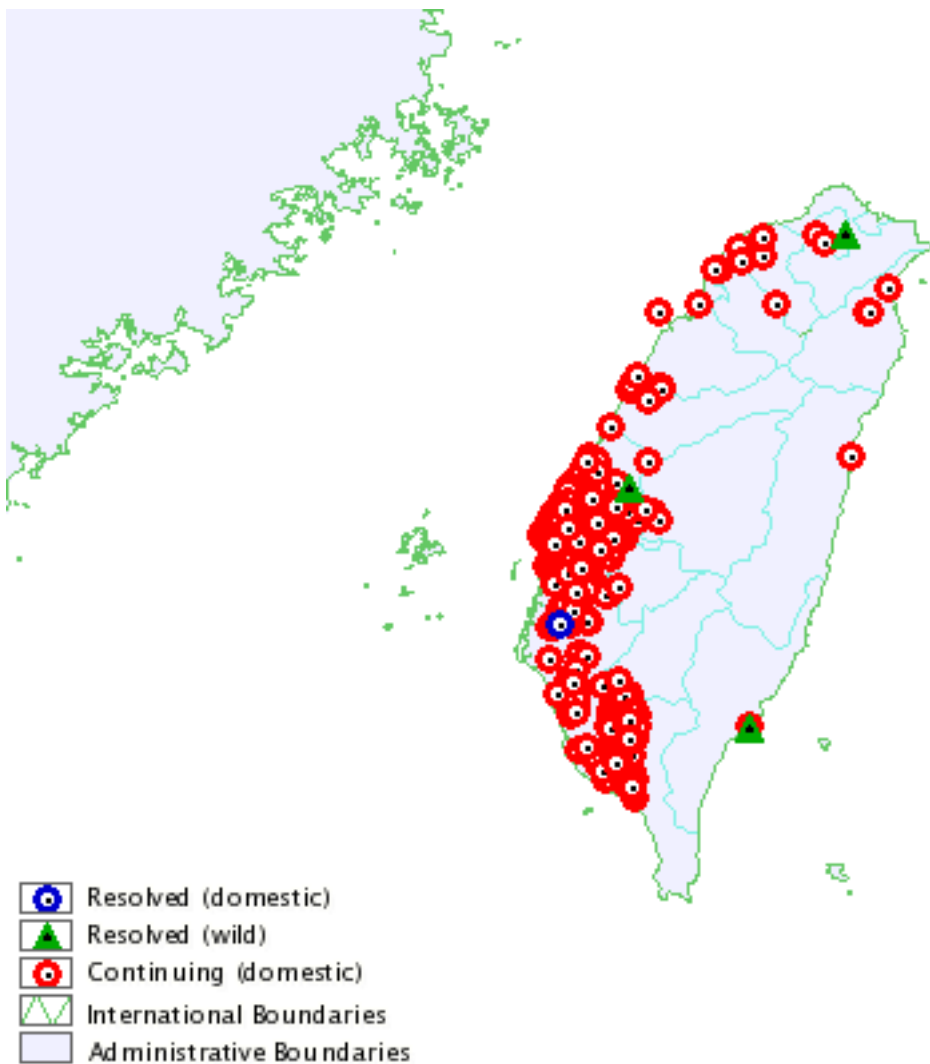 Resolved (domestic)
Resolved (wild)
Continuing (domestic)
International Boundaries
Administrative Boundaries